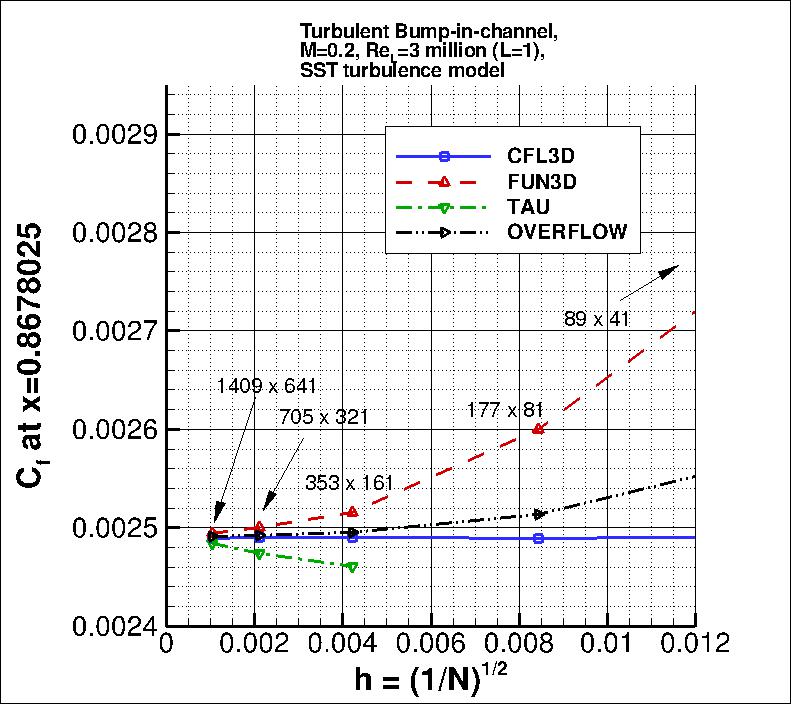 Turbulent Bump-in-channel,
M=0.2, Re_L=3 million (L=1),
SST turbulence model
0.0029
0.0028
0.0027
0.0026
0.0025
0.0024
C_f at x=0.8678025
CFL3D
FUN3D
TAU
OVERFLOW
89 x 41
1409 x 641
705 x 321
177 x 81
353 x 161
0 0.002 0.004 0.006 0.008 0.01 0.012
h = (1/N)^1/2